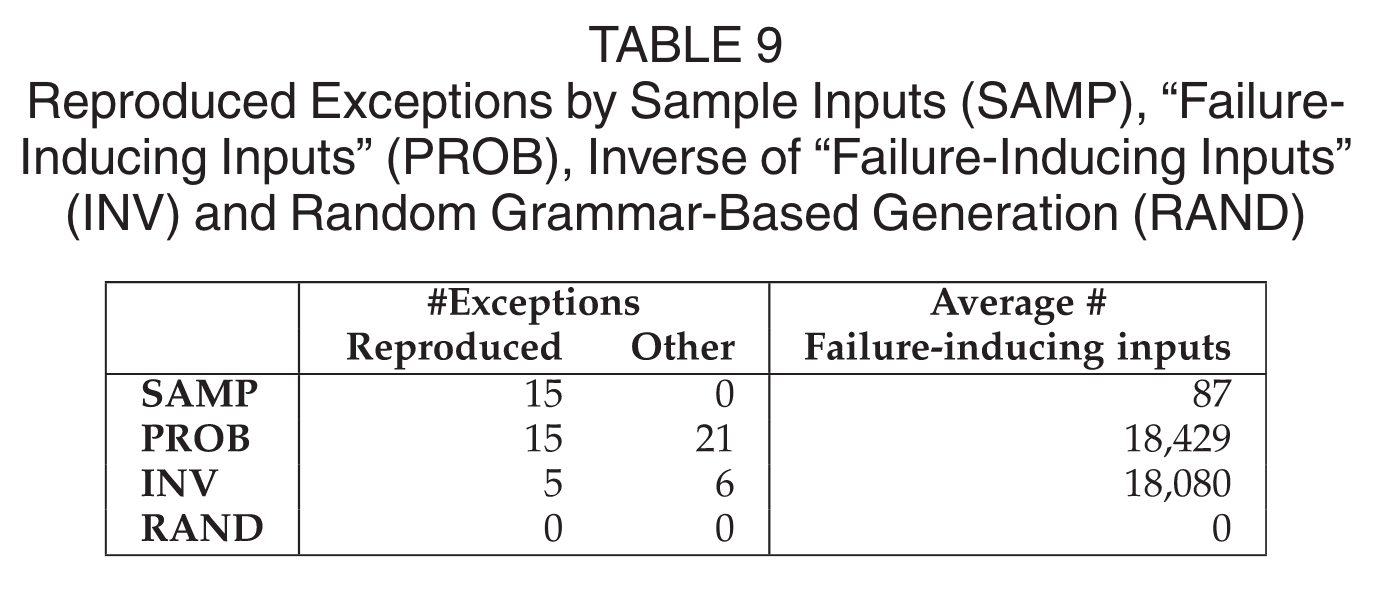 TABLE 9
Reproduced Exceptions by Sample Inputs (SAMP), “Failure-
Inducing Inputs” (PROB), Inverse of “Failure-Inducing Inputs”
(INV) and Random Grammar-Based Generation (RAND)
#Exceptions Average #
Reproduced Other Failure-inducing inputs
SAMP 15 0 87
PROB 15 21 18,429
INV 5 6 18,080
RAND 0 0 0